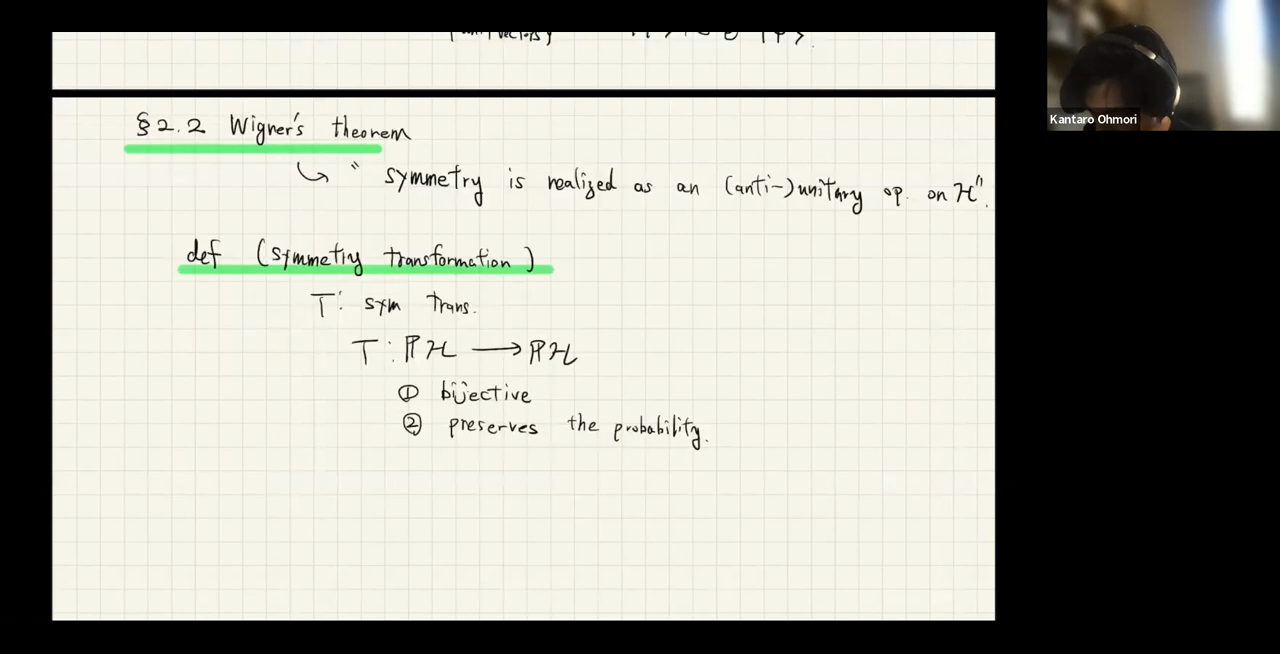 §2.2 Wigner's theorem
↳ "symmetry is realized as an (anti-)unitary op. on ℋ".
def (symmetry transformation)
T: sym trans.
T: ℙℋ ⟶ ℙℋ
① bijective
② preserves the probability.
Kantaro Ohmori